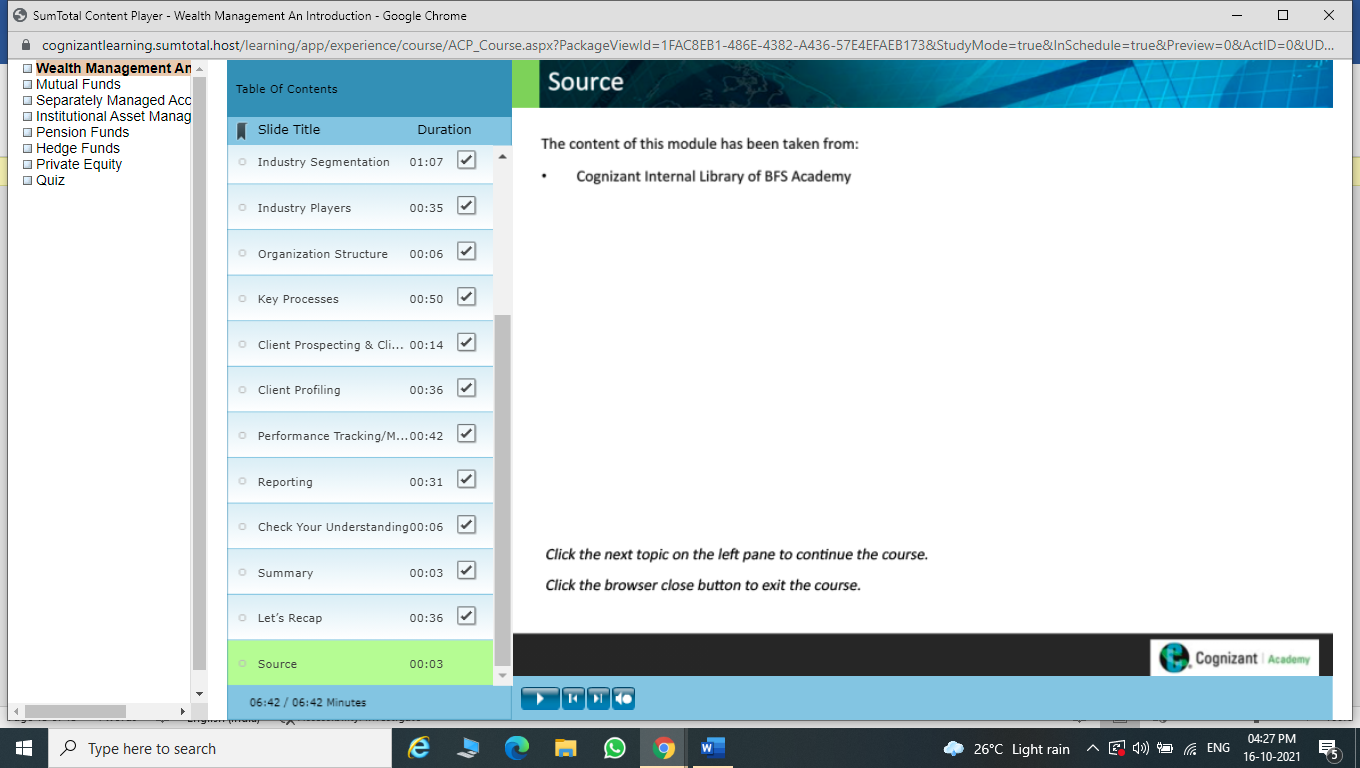 SumTotal Content Player - Wealth Management An Introduction - Google Chrome
cognizantlearning.sumtotal.host/learning/app/experience/course/ACP_Course.aspx?PackageViewId=1FAC8EB1-486E-4382-A436-57E4EFAEB173&StudyMode=true&InSchedule=true&Preview=0&ActID=0&UD...
Wealth Management An
Mutual Funds
Separately Managed Acc
Institutional Asset Manag
Pension Funds
Hedge Funds
Private Equity
Quiz
Table Of Contents
Slide Title Duration
Industry Segmentation 01:07
Industry Players 00:35
Organization Structure 00:06
Key Processes 00:50
Client Prospecting & Cli... 00:14
Client Profiling 00:36
Performance Tracking/M... 00:42
Reporting 00:31
Check Your Understanding 00:06
Summary 00:03
Let's Recap 00:36
Source 00:03
06:42 / 06:42 Minutes
Source
The content of this module has been taken from:
• Cognizant Internal Library of BFS Academy
Click the next topic on the left pane to continue the course.
Click the browser close button to exit the course.
Cognizant | Academy
Type here to search
26°C Light rain
ENG
04:27 PM
16-10-2021
5